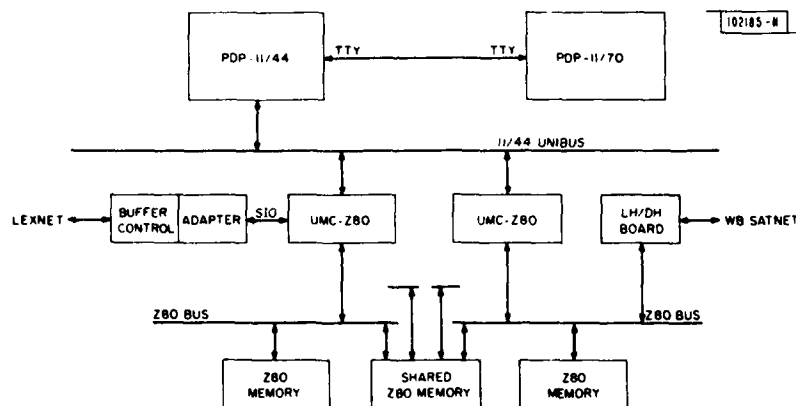 102185-N
PDP-11/44
TTY
TTY
PDP-11/70
11/44 UNIBUS
LEXNET
BUFFER
CONTROL
ADAPTER
SIO
UMC-Z80
UMC-Z80
LH/DH
BOARD
WB SATNET
Z80 BUS
Z80 BUS
Z80
MEMORY
SHARED
Z80 MEMORY
Z80
MEMORY